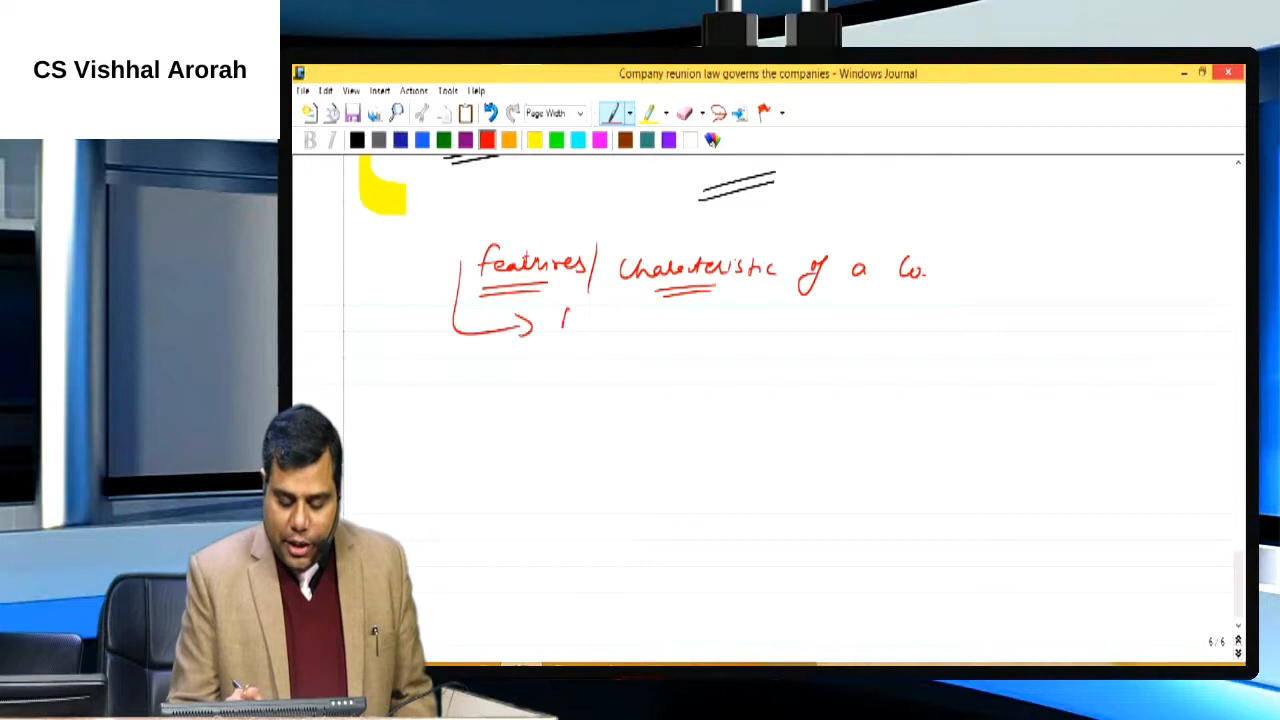 CS Vishhal Arorah
Company reunion law governs the companies - Windows Journal
File Edit View Insert Actions Tools Help
Page Width
B I
features/ Charecteristic of a Co.
6 / 6